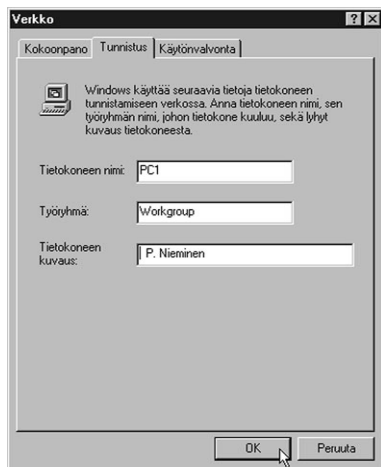 Verkko
Kokoonpano Tunnistus Käytönvalvonta
Windows käyttää seuraavia tietoja tietokoneen
tunnistamiseen verkossa. Anna tietokoneen nimi, sen
työryhmän nimi, johon tietokone kuuluu, sekä lyhyt
kuvaus tietokoneesta.
Tietokoneen nimi: PC1
Työryhmä: Workgroup
Tietokoneen
kuvaus: P. Nieminen
OK Peruuta